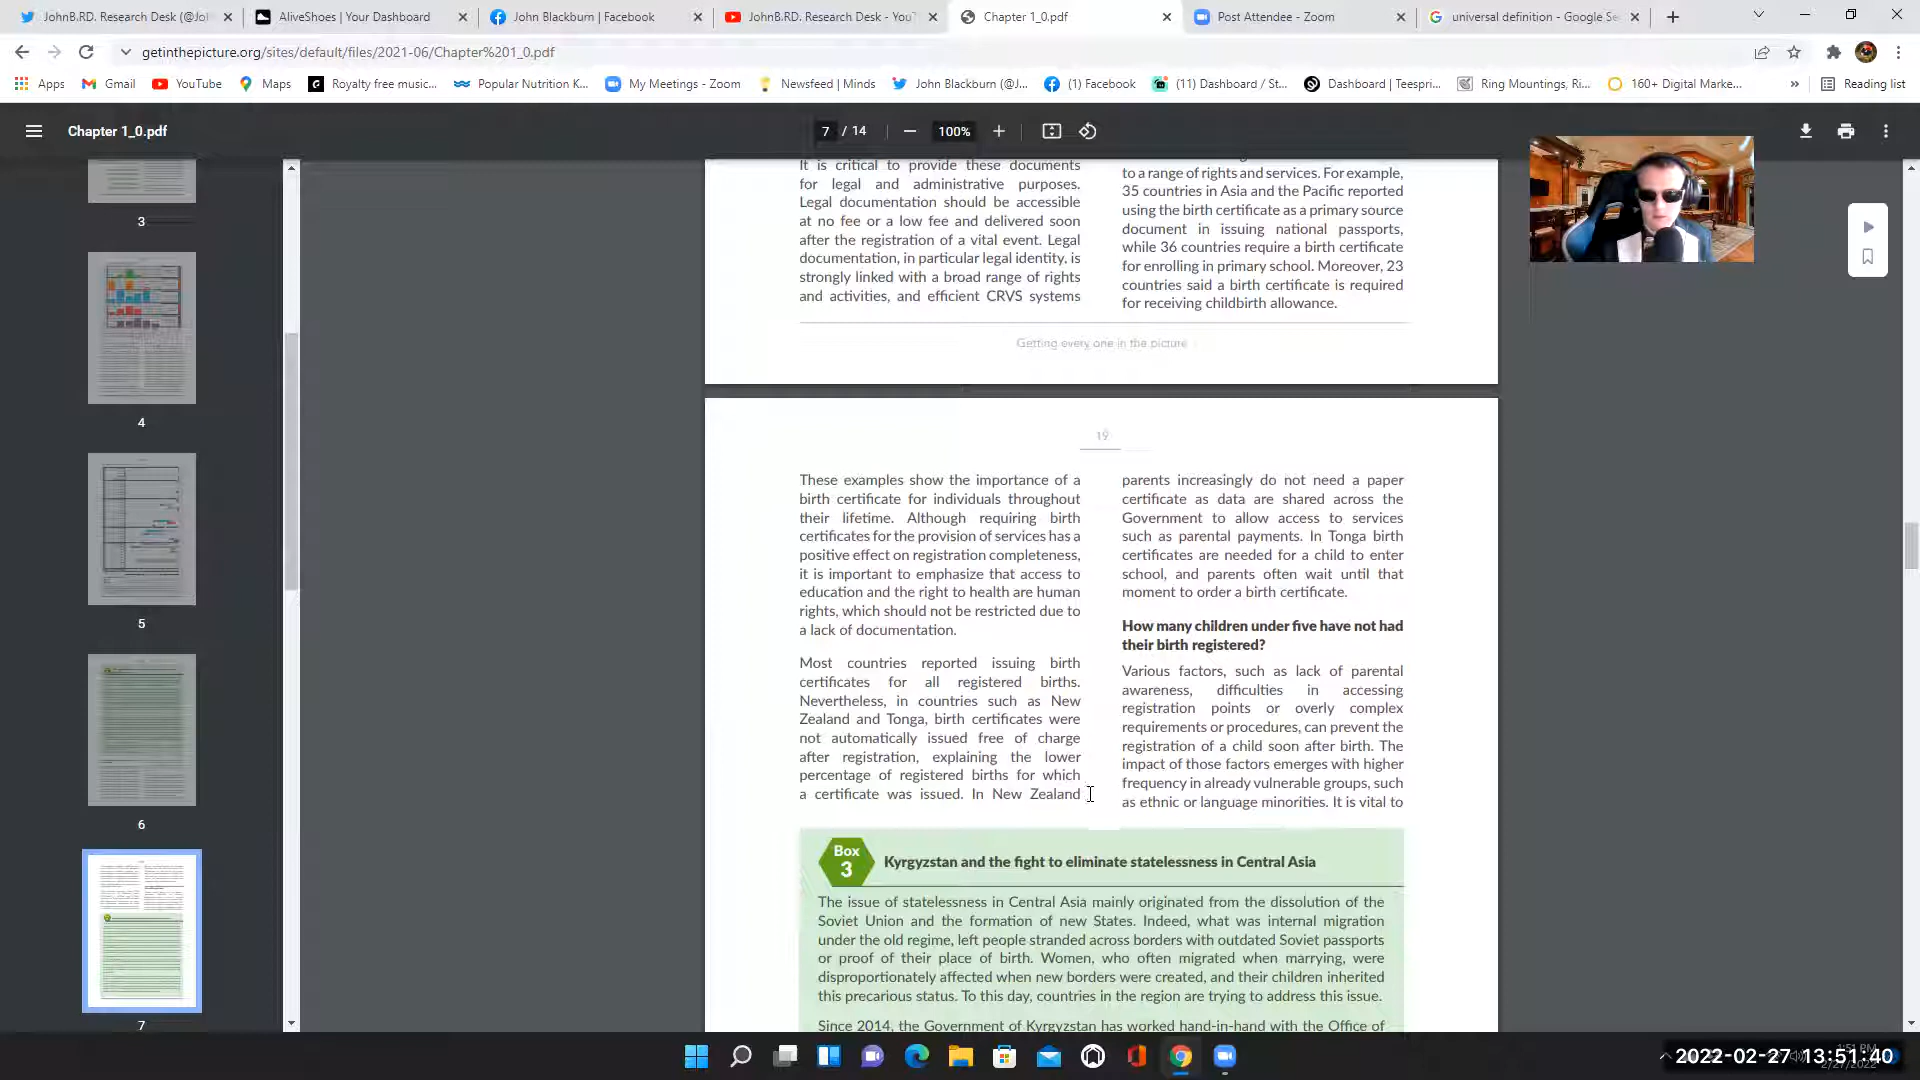 JohnB.RD. Research Desk (@Jo
AliveShoes | Your Dashboard
John Blackburn | Facebook
JohnB.RD. Research Desk - You
Chapter 1_0.pdf
Post Attendee - Zoom
universal definition - Google Se
getinthepicture.org/sites/default/files/2021-06/Chapter%201_0.pdf
Apps
Gmail
YouTube
Maps
Royalty free music...
Popular Nutrition K...
My Meetings - Zoom
Newsfeed | Minds
John Blackburn (@J...
(1) Facebook
(11) Dashboard / St...
Dashboard | Teespri...
Ring Mountings, Ri...
160+ Digital Marke...
»
Reading list
Chapter 1_0.pdf
7 / 14
100%
3
4
5
6
7
It is critical to provide these documents
for legal and administrative purposes.
Legal documentation should be accessible
at no fee or a low fee and delivered soon
after the registration of a vital event. Legal
documentation, in particular legal identity, is
strongly linked with a broad range of rights
and activities, and efficient CRVS systems
to a range of rights and services. For example,
35 countries in Asia and the Pacific reported
using the birth certificate as a primary source
document in issuing national passports,
while 36 countries require a birth certificate
for enrolling in primary school. Moreover, 23
countries said a birth certificate is required
for receiving childbirth allowance.
Getting every one in the picture
19
These examples show the importance of a
birth certificate for individuals throughout
their lifetime. Although requiring birth
certificates for the provision of services has a
positive effect on registration completeness,
it is important to emphasize that access to
education and the right to health are human
rights, which should not be restricted due to
a lack of documentation.
Most countries reported issuing birth
certificates for all registered births.
Nevertheless, in countries such as New
Zealand and Tonga, birth certificates were
not automatically issued free of charge
after registration, explaining the lower
percentage of registered births for which
a certificate was issued. In New Zealand
parents increasingly do not need a paper
certificate as data are shared across the
Government to allow access to services
such as parental payments. In Tonga birth
certificates are needed for a child to enter
school, and parents often wait until that
moment to order a birth certificate.
How many children under five have not had
their birth registered?
Various factors, such as lack of parental
awareness, difficulties in accessing
registration points or overly complex
requirements or procedures, can prevent the
registration of a child soon after birth. The
impact of those factors emerges with higher
frequency in already vulnerable groups, such
as ethnic or language minorities. It is vital to
Box
3
Kyrgyzstan and the fight to eliminate statelessness in Central Asia
The issue of statelessness in Central Asia mainly originated from the dissolution of the
Soviet Union and the formation of new States. Indeed, what was internal migration
under the old regime, left people stranded across borders with outdated Soviet passports
or proof of their place of birth. Women, who often migrated when marrying, were
disproportionately affected when new borders were created, and their children inherited
this precarious status. To this day, countries in the region are trying to address this issue.
Since 2014, the Government of Kyrgyzstan has worked hand-in-hand with the Office of
2022-02-27 13:51:40